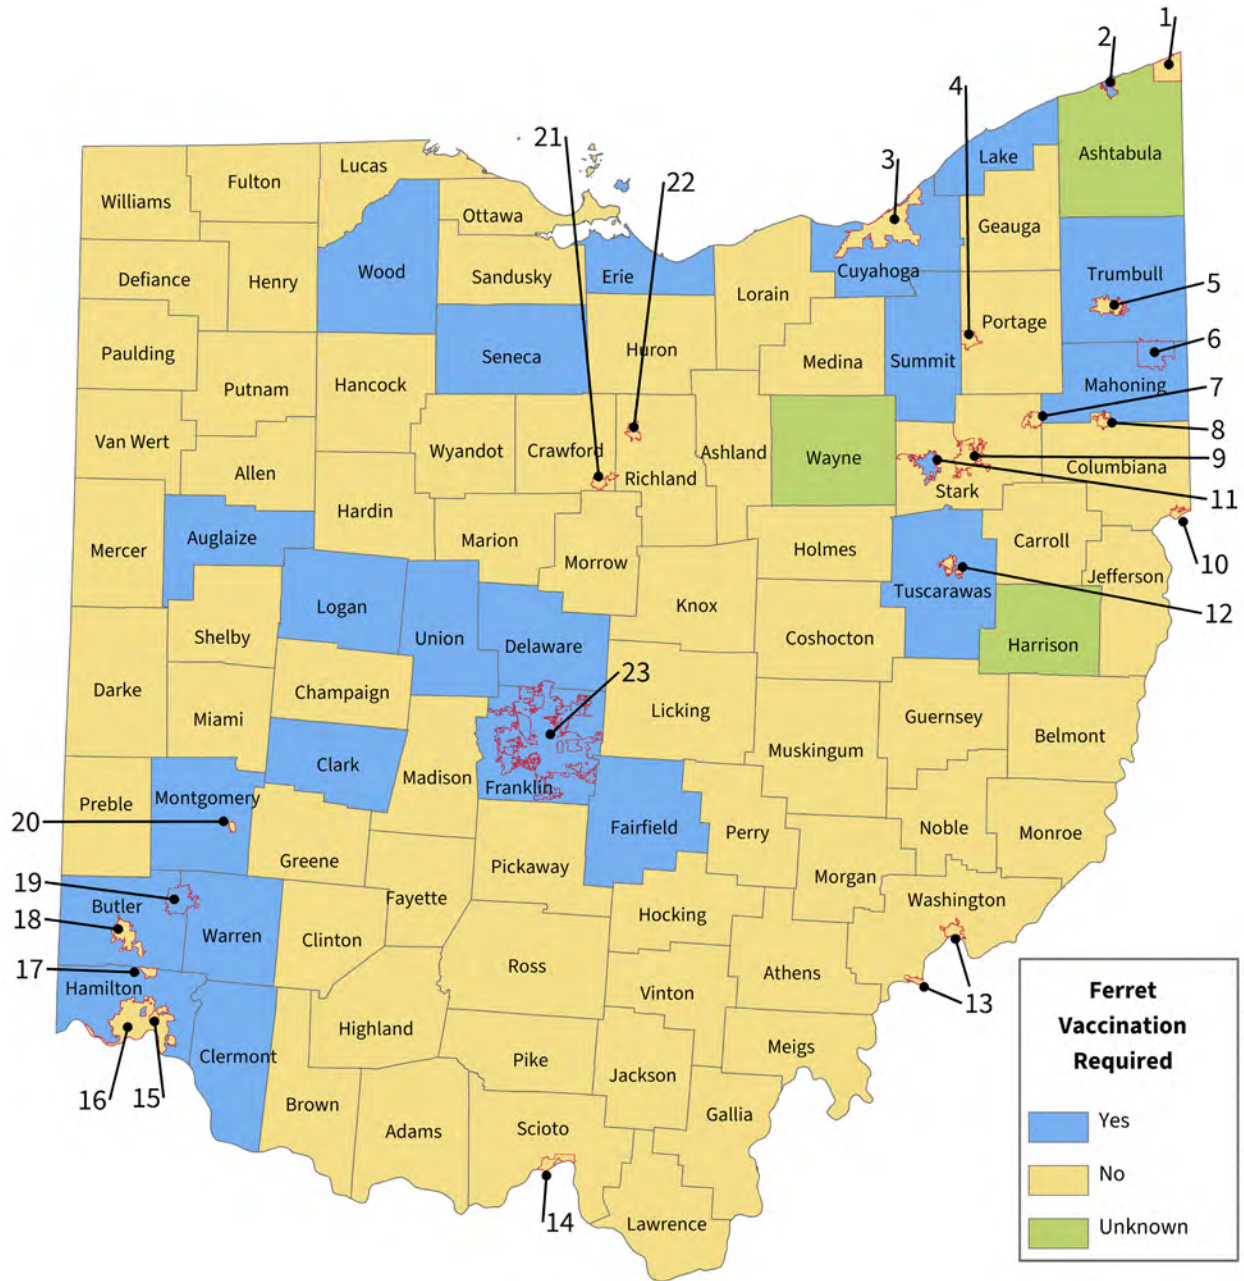 1
2
4
21
3
Lake
Ashtabula
Lucas
Fulton
22
Williams
Ottawa
Geauga
Wood
Cuyahoga
Trumbull
Defiance
Henry
Sandusky
Erie
5
Lorain
Portage
6
Paulding
Seneca
Huron
Medina
Summit
Putnam
Hancock
Mahoning
7
8
Van Wert
Wyandot
Crawford
Ashland
Wayne
9
Allen
Richland
Columbiana
Stark
11
Hardin
Auglaize
Marion
Mercer
Holmes
Carroll
Morrow
10
Jefferson
Tuscarawas
Logan
Knox
12
Shelby
Union
Delaware
Coshocton
Harrison
23
Darke
Champaign
Licking
Miami
Guernsey
Belmont
Muskingum
Clark
Madison
Franklin
Preble
Montgomery
20
Fairfield
Perry
Noble
Monroe
Greene
Pickaway
19
Morgan
Butler
Fayette
Washington
18
Hocking
Warren
Clinton
17
Ross
Athens
Hamilton
Vinton
13
Highland
Clermont
Meigs
Pike
Jackson
16
15
Brown
Gallia
Adams
Scioto
14
Lawrence
Ferret
Vaccination
Required
Yes
No
Unknown